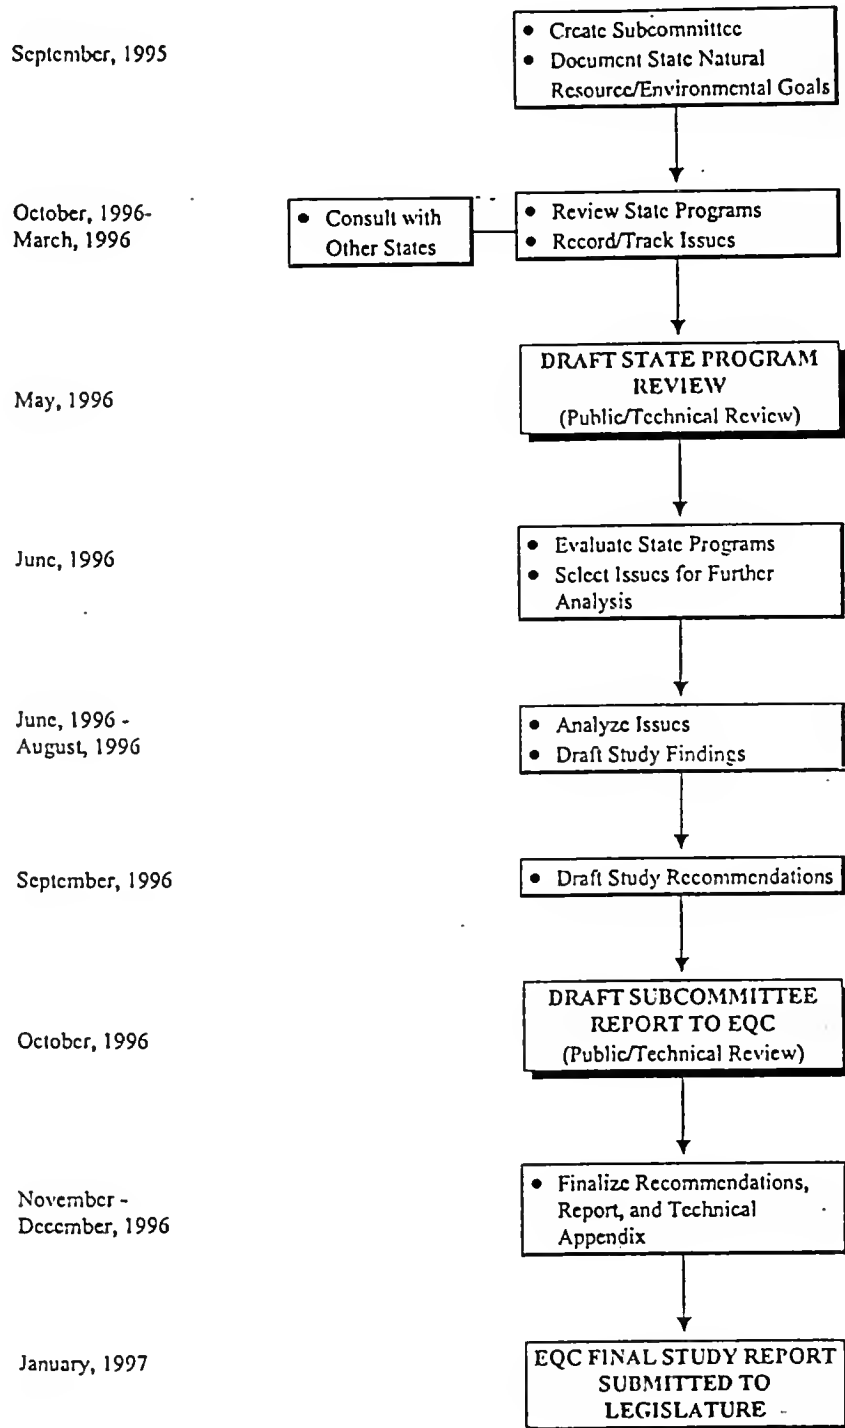 September, 1995
• Create Subcommittee
• Document State Natural
Resource/Environmental Goals
October, 1996-
March, 1996
• Consult with
Other States
• Review State Programs
• Record/Track Issues
May, 1996
DRAFT STATE PROGRAM
REVIEW
(Public/Technical Review)
June, 1996
• Evaluate State Programs
• Select Issues for Further
Analysis
June, 1996 -
August, 1996
• Analyze Issues
• Draft Study Findings
September, 1996
• Draft Study Recommendations
October, 1996
DRAFT SUBCOMMITTEE
REPORT TO EQC
(Public/Technical Review)
November -
December, 1996
• Finalize Recommendations,
Report, and Technical
Appendix
January, 1997
EQC FINAL STUDY REPORT
SUBMITTED TO
LEGISLATURE